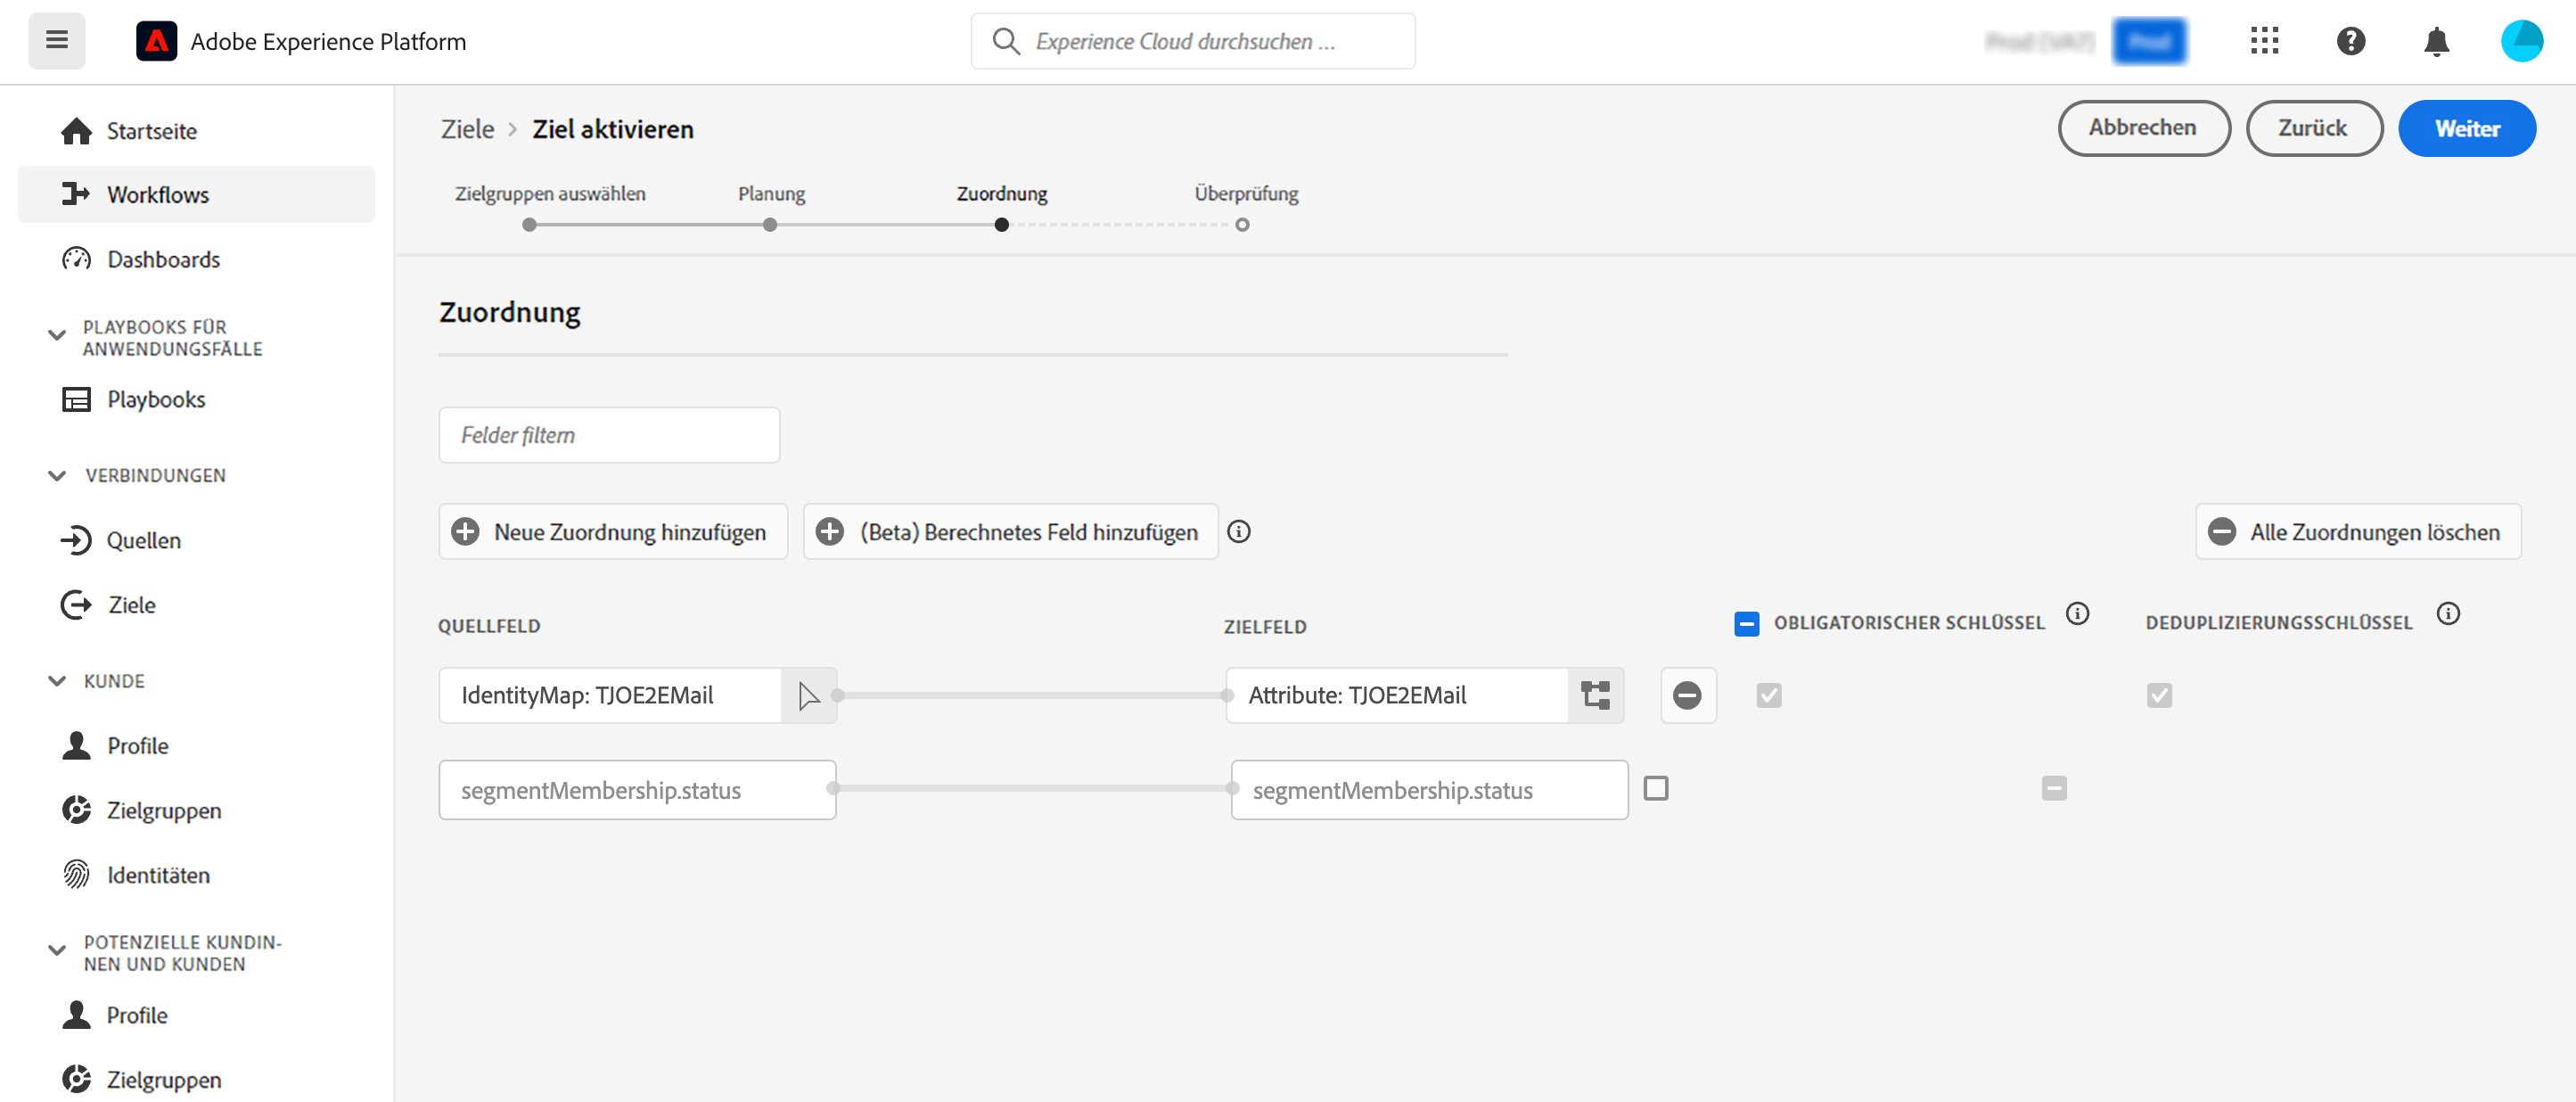 Adobe Experience Platform
Experience Cloud durchsuchen ...
Startseite
Workflows
Dashboards
PLAYBOOKS FÜR
ANWENDUNGSFÄLLE
Playbooks
VERBINDUNGEN
Quellen
Ziele
KUNDE
Profile
Zielgruppen
Identitäten
POTENZIELLE KUNDIN-
NEN UND KUNDEN
Profile
Zielgruppen
Ziele > Ziel aktivieren
Abbrechen
Zurück
Weiter
Zielgruppen auswählen
Planung
Zuordnung
Überprüfung
Zuordnung
Felder filtern
Neue Zuordnung hinzufügen
(Beta) Berechnetes Feld hinzufügen
Alle Zuordnungen löschen
QUELLFELD
ZIELFELD
OBLIGATORISCHER SCHLÜSSEL
DEDUPLIZIERUNGSSCHLÜSSEL
IdentityMap: TJOE2EMail
Attribute: TJOE2EMail
segmentMembership.status
segmentMembership.status